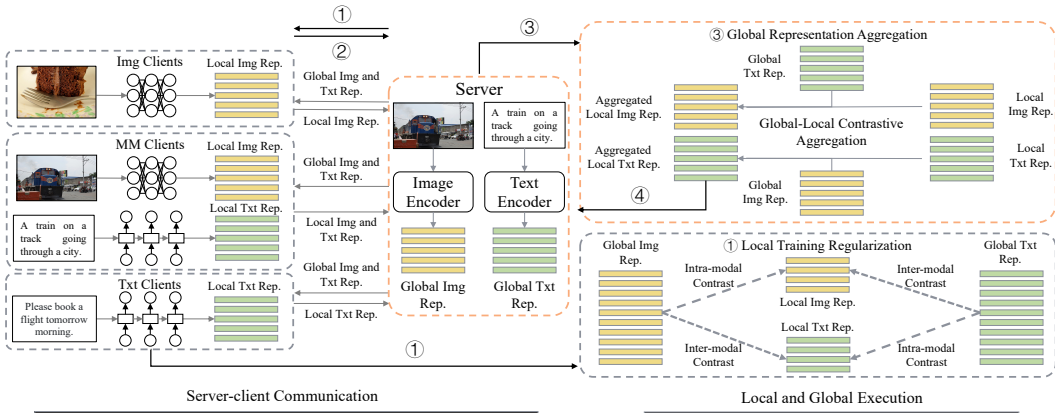 ①
②
③
Img Clients
Local Img Rep.
Global Img and
Txt Rep.
Local Img Rep.
MM Clients
Local Img Rep.
Local Txt Rep.
A train on a
track going
through a city.
Global Img and
Txt Rep.
Local Img and
Txt Rep.
Txt Clients
Local Txt Rep.
Please book a
flight tomorrow
morning.
Global Img and
Txt Rep.
Local Txt Rep.
①
Server
A train on a
track going
through a city.
Image
Encoder
Text
Encoder
Global Img
Rep.
Global Txt
Rep.
③ Global Representation Aggregation
Global
Txt Rep.
Aggregated
Local Img Rep.
Local
Img Rep.
Global-Local Contrastive
Aggregation
Aggregated
Local Txt Rep.
Local
Txt Rep.
Global
Img Rep.
④
Global Img
Rep.
① Local Training Regularization
Global Txt
Rep.
Intra-modal
Contrast
Inter-modal
Contrast
Local Img Rep.
Local Txt Rep.
Inter-modal
Contrast
Intra-modal
Contrast
Server-client Communication
Local and Global Execution